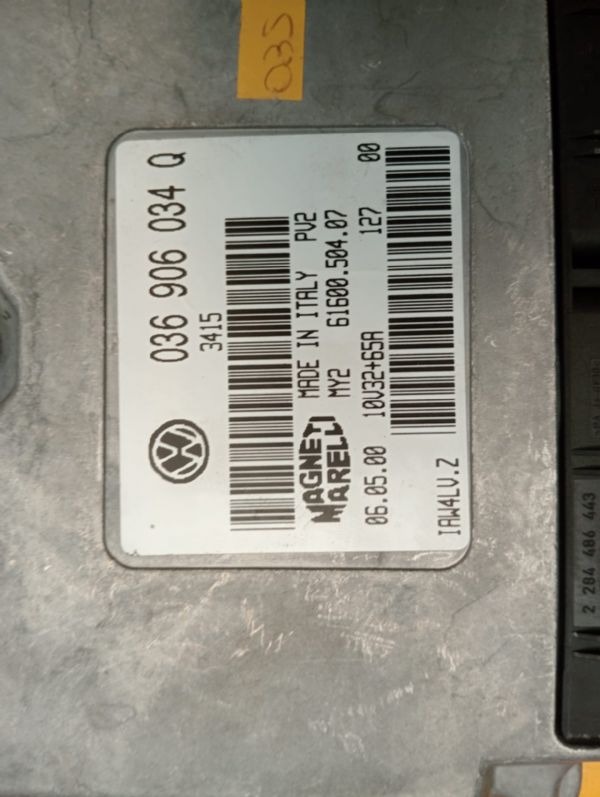 036 906 034 Q
3415
MAGNETI MARELLI
MADE IN ITALY PV2
MY2 61600.504.07
06.05.00 10V32+65A 127 00
IAW4LV.Z
2 284 486 443